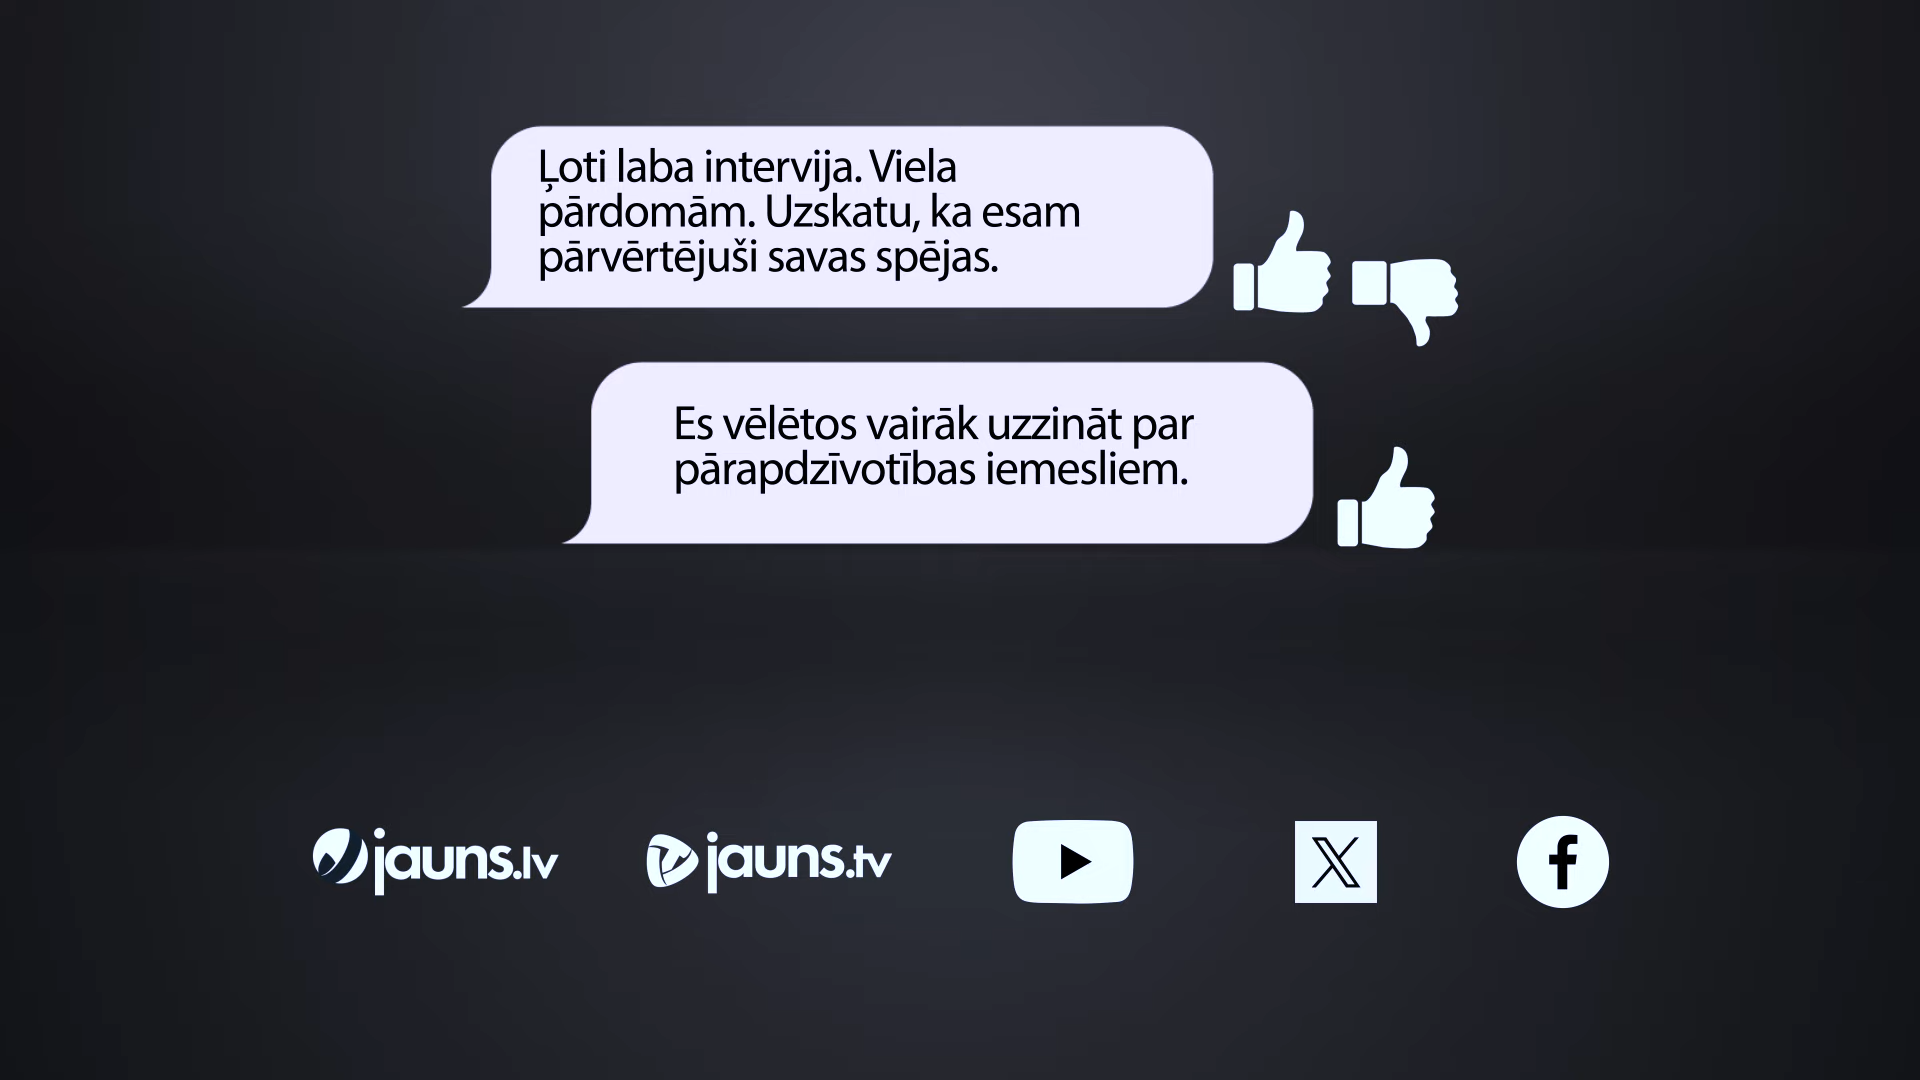 Ļoti laba intervija. Viela
pārdomām. Uzskatu, ka esam
pārvērtējuši savas spējas.
Es vēlētos vairāk uzzināt par
pārapdzīvotības iemesliem.
jauns.lv
jauns.tv